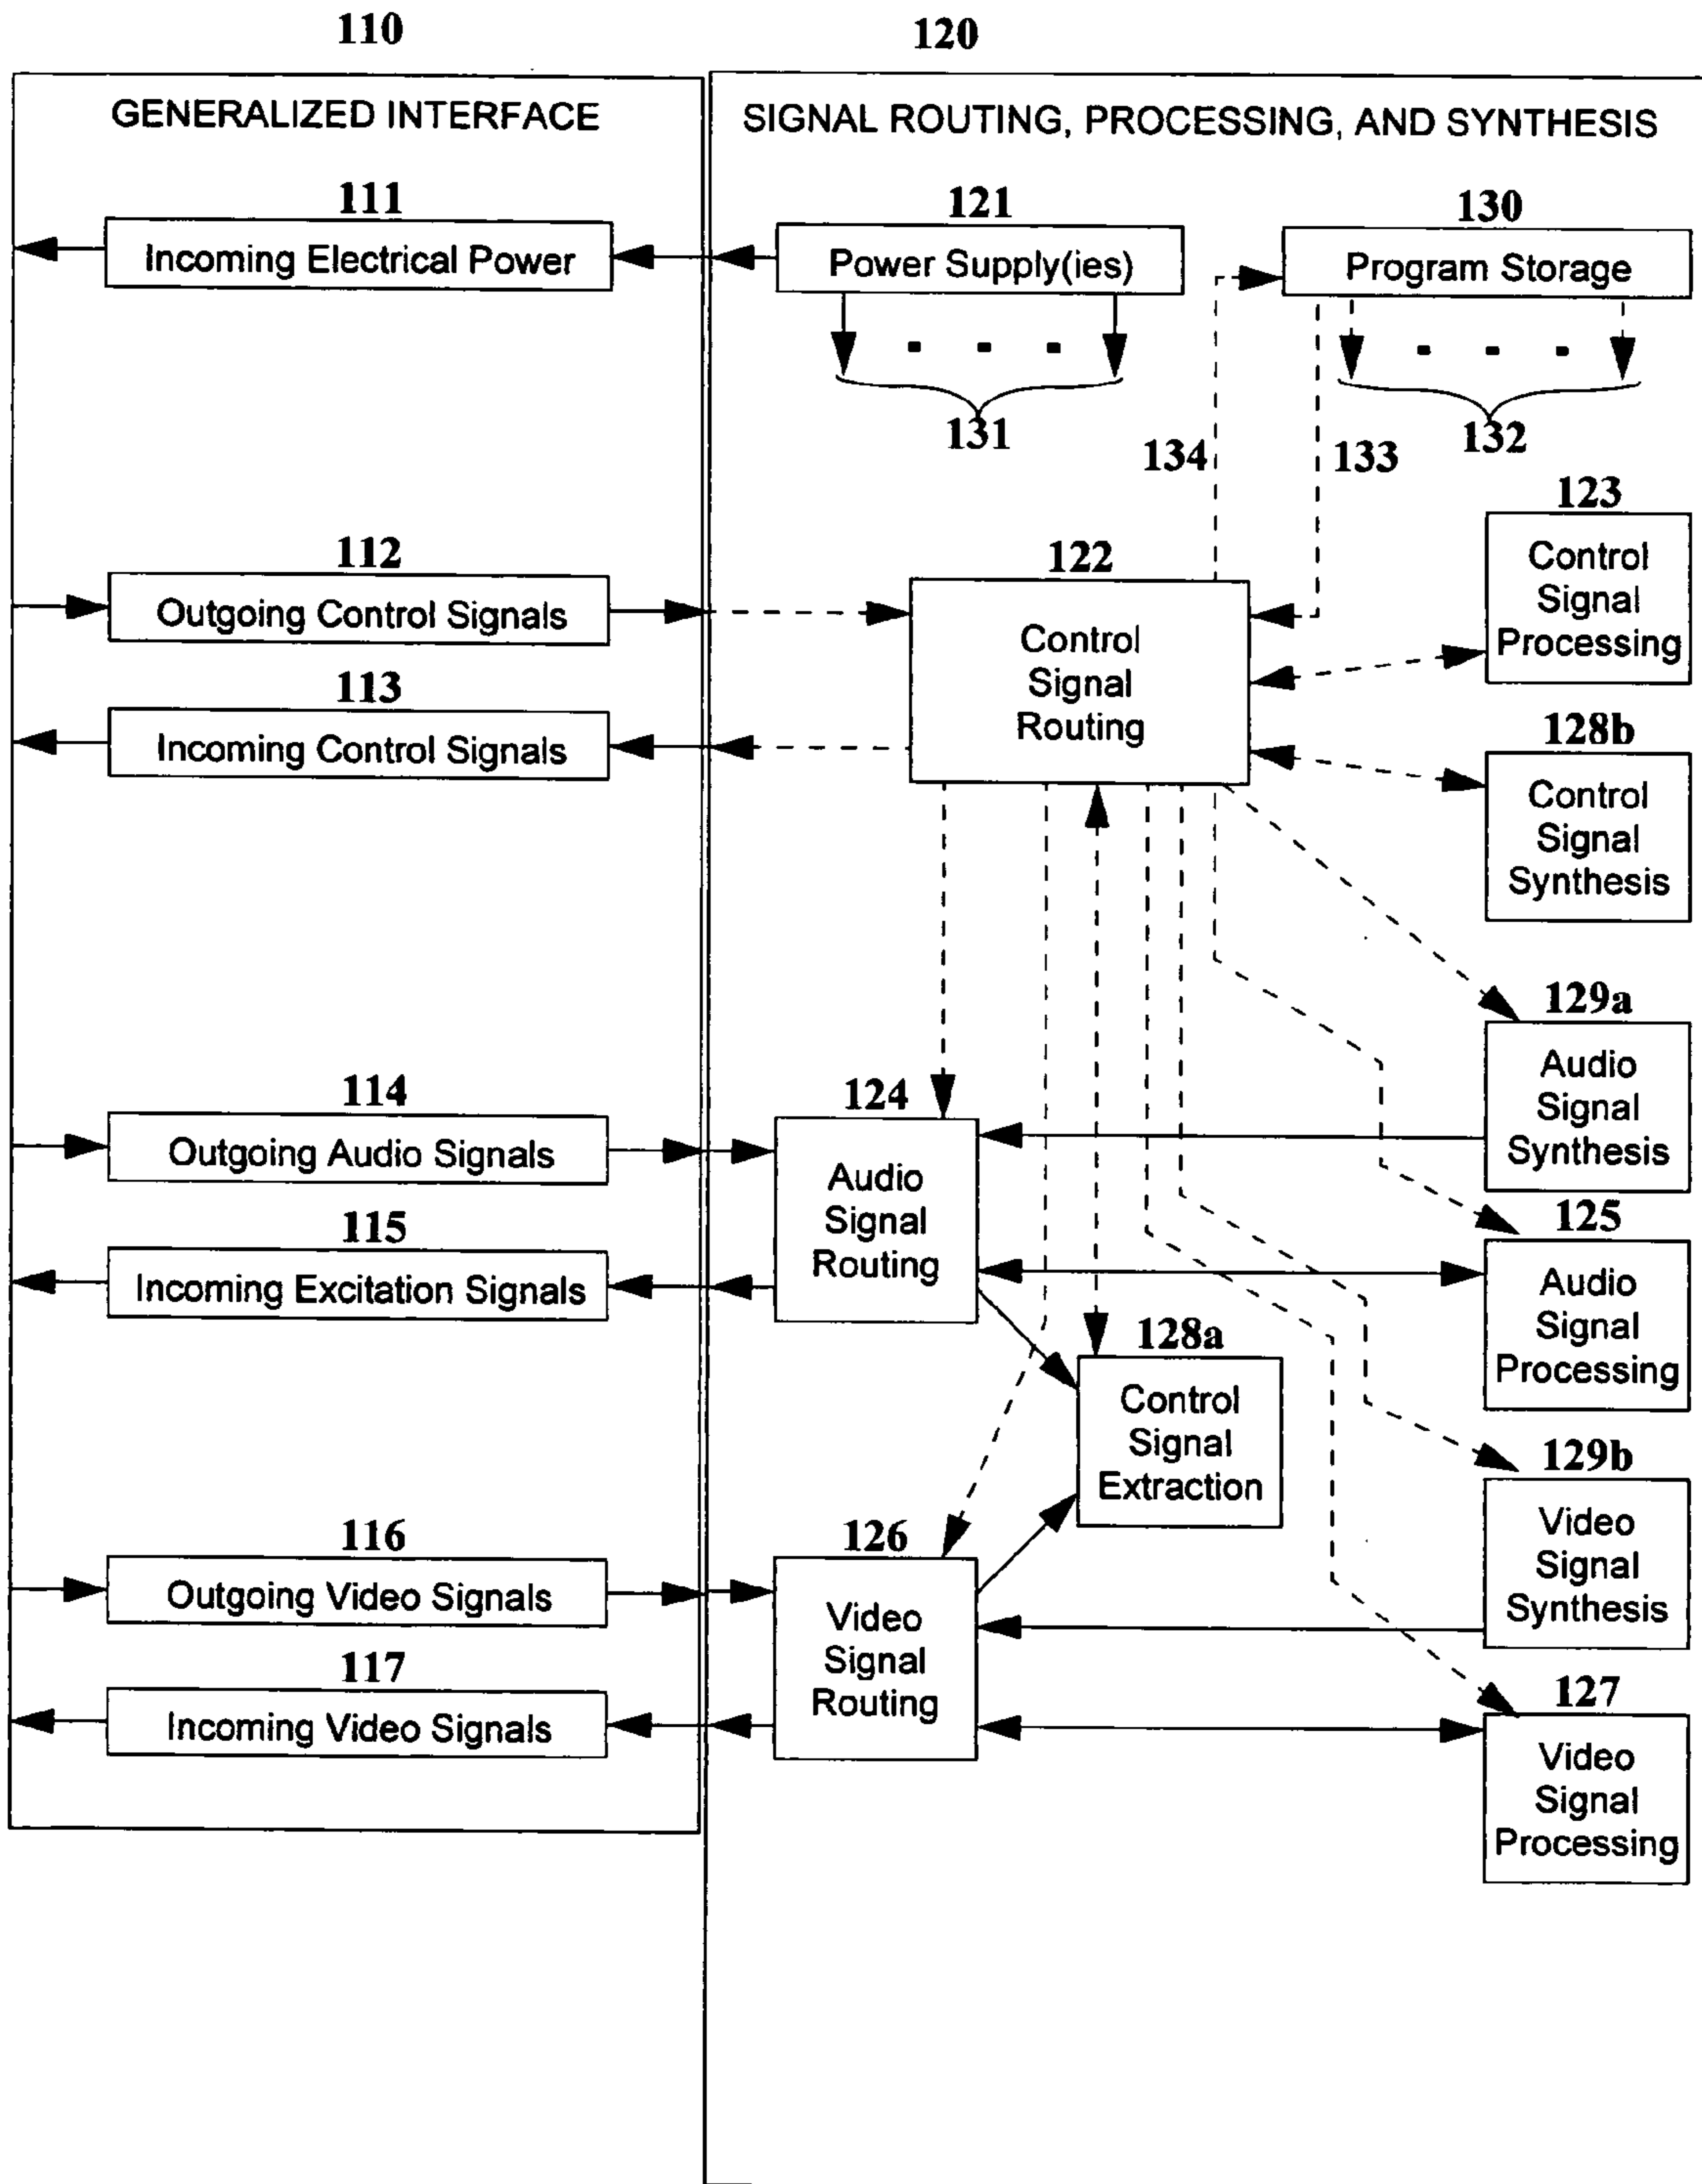 110
120
GENERALIZED INTERFACE
SIGNAL ROUTING, PROCESSING, AND SYNTHESIS
111
Incoming Electrical Power
121
Power Supply(ies)
130
Program Storage
131
132
134
133
112
Outgoing Control Signals
113
Incoming Control Signals
122
Control
Signal
Routing
123
Control
Signal
Processing
128b
Control
Signal
Synthesis
129a
Audio
Signal
Synthesis
114
Outgoing Audio Signals
115
Incoming Excitation Signals
124
Audio
Signal
Routing
125
Audio
Signal
Processing
128a
Control
Signal
Extraction
129b
Video
Signal
Synthesis
116
Outgoing Video Signals
117
Incoming Video Signals
126
Video
Signal
Routing
127
Video
Signal
Processing